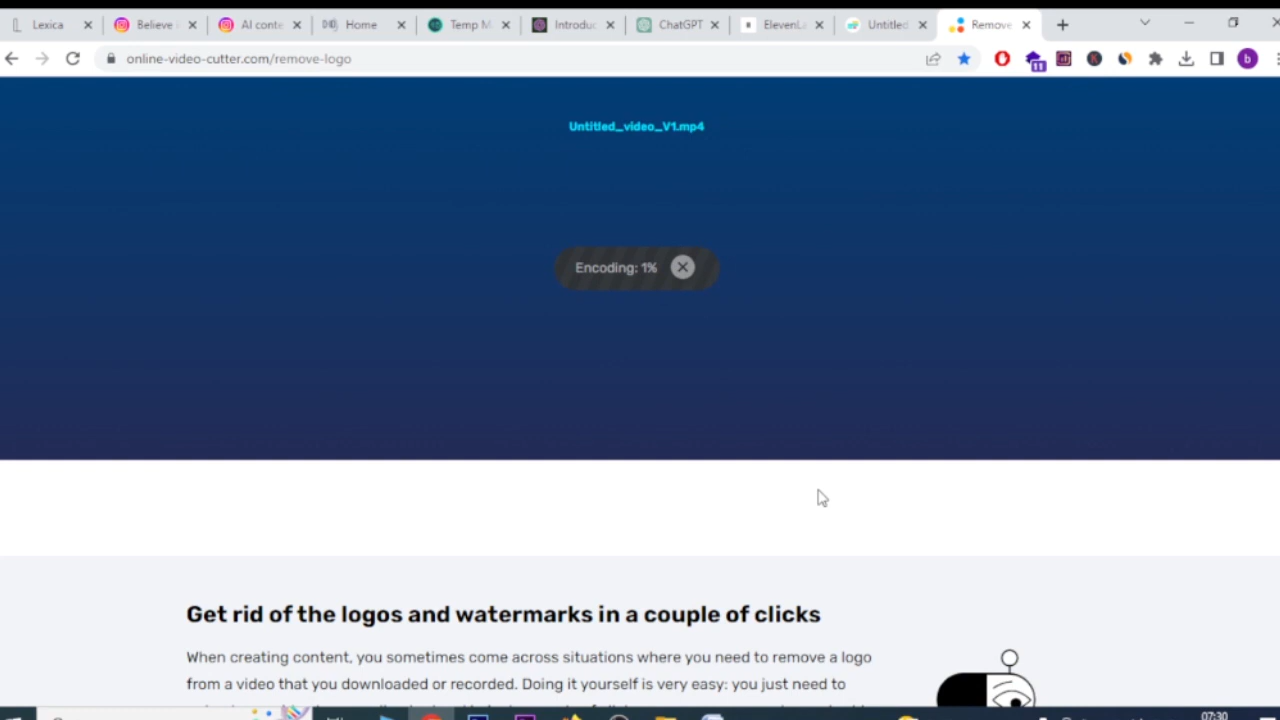 Lexica
Believe
AI conte
Home
Temp M
Introduc
ChatGPT
ElevenLa
Untitled
Remove
online-video-cutter.com/remove-logo
11
b
Untitled_video_V1.mp4
Encoding: 1%
Get rid of the logos and watermarks in a couple of clicks
When creating content, you sometimes come across situations where you need to remove a logo
from a video that you downloaded or recorded. Doing it yourself is very easy: you just need to
07:30